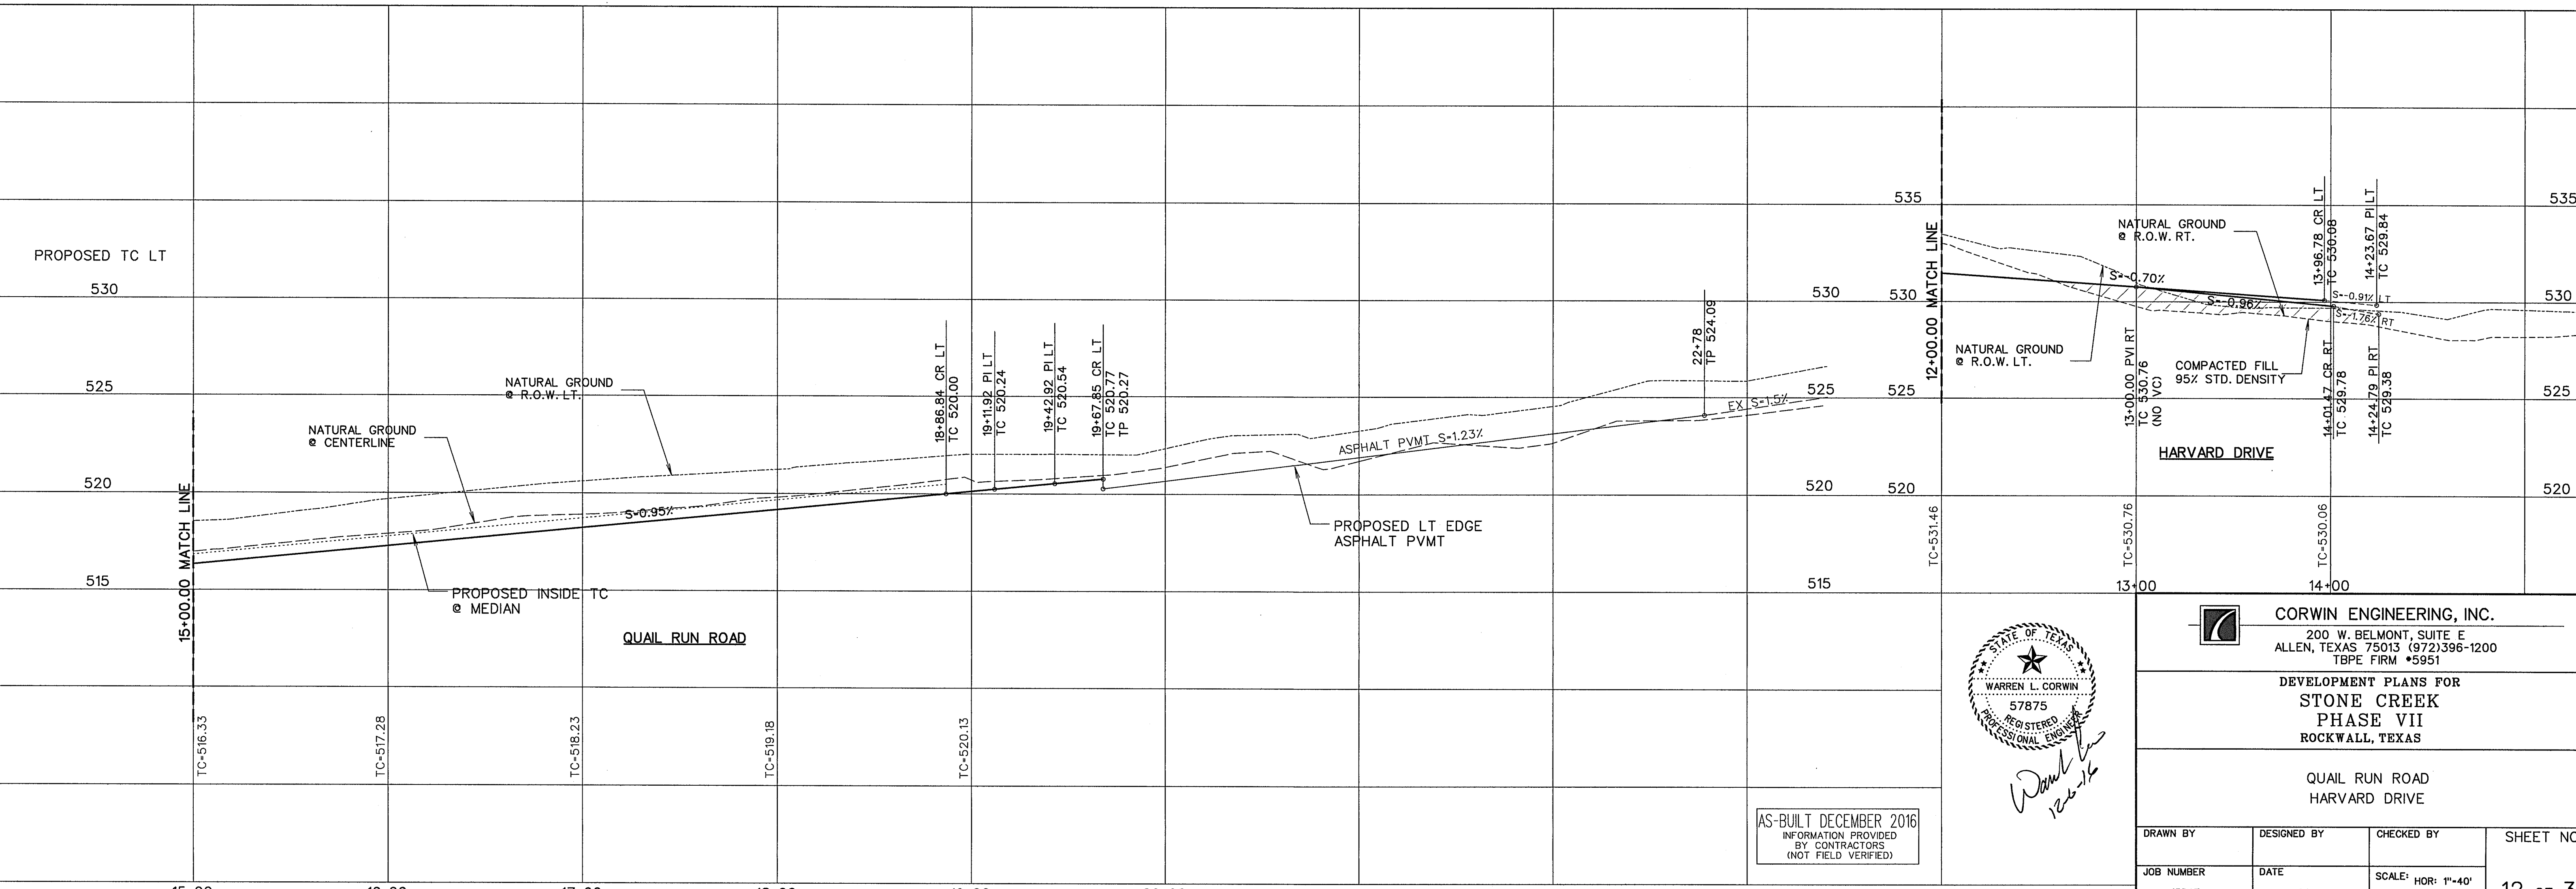 PROPOSED TC LT
530
525
520
515
15+00.00 MATCH LINE
NATURAL GROUND
@ CENTERLINE
NATURAL GROUND
@ R.O.W. LT.
PROPOSED INSIDE TC
@ MEDIAN
S=0.95%
QUAIL RUN ROAD
TC=516.33
TC=517.28
TC=518.23
TC=519.18
TC=520.13
18+86.84 CR LT
TC 520.00
19+11.92 PI LT
TC 520.24
19+42.92 PI LT
TC 520.54
19+67.85 CR LT
TC 520.77
TP 520.27
ASPHALT PVMT S=1.23%
PROPOSED LT EDGE
ASPHALT PVMT
22+78
TP 524.09
EX S=1.5%
530
525
520
515
535
530
525
520
12+00.00 MATCH LINE
NATURAL GROUND
@ R.O.W. LT.
NATURAL GROUND
@ R.O.W. RT.
S=-0.70%
S=-0.96%
COMPACTED FILL
95% STD. DENSITY
13+00.00 PVI RT
TC 530.76
(NO VC)
13+96.78 CR LT
TC 530.08
14+23.67 PI LT
TC 529.84
S=-0.91% LT
S=-1.76% RT
14+01.47 CR RT
TC 529.78
14+24.79 PI RT
TC 529.38
HARVARD DRIVE
TC=531.46
TC=530.76
TC=530.06
13+00
14+00
535
530
525
520
STATE OF TEXAS
WARREN L. CORWIN
57875
REGISTERED
PROFESSIONAL ENGINEER
12-6-16
AS-BUILT DECEMBER 2016
INFORMATION PROVIDED
BY CONTRACTORS
(NOT FIELD VERIFIED)
CORWIN ENGINEERING, INC.
200 W. BELMONT, SUITE E
ALLEN, TEXAS 75013 (972)396-1200
TBPE FIRM #5951
DEVELOPMENT PLANS FOR
STONE CREEK
PHASE VII
ROCKWALL, TEXAS
QUAIL RUN ROAD
HARVARD DRIVE
DRAWN BY
DESIGNED BY
CHECKED BY
SHEET NO
JOB NUMBER
DATE
SCALE: HOR: 1"=40'